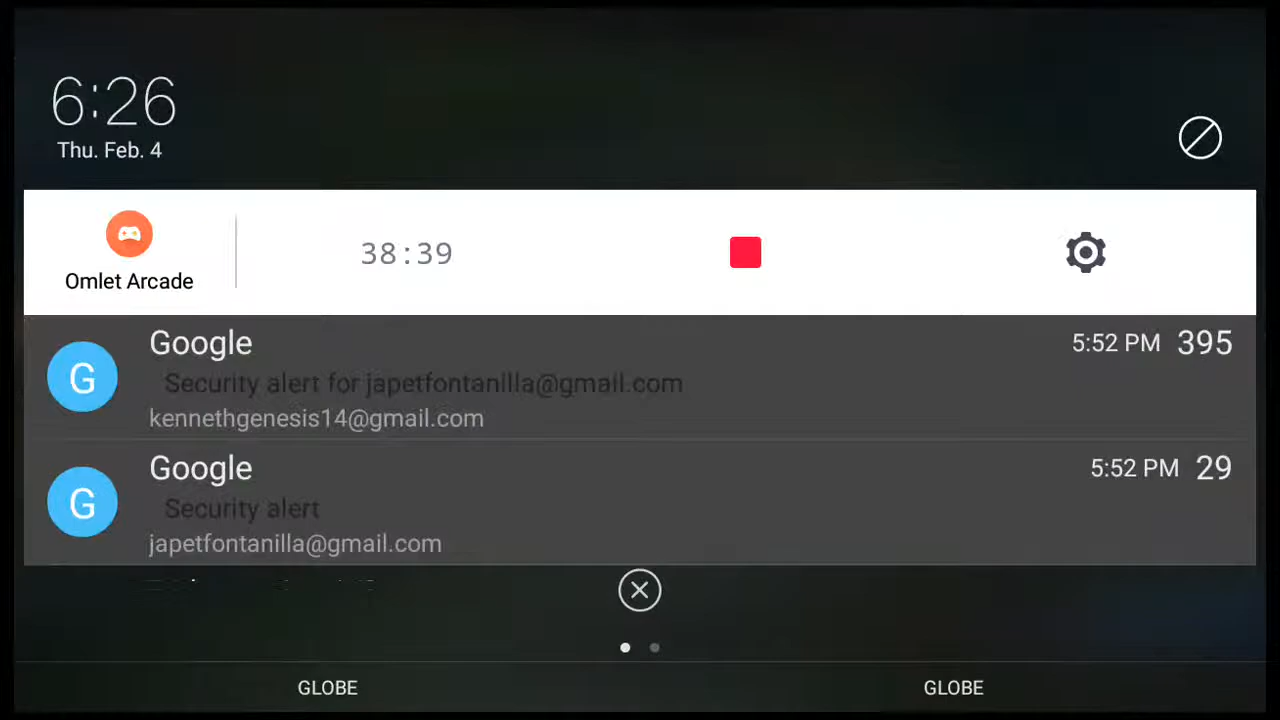 6:26
Thu. Feb. 4
Omlet Arcade
38:39
Google
5:52 PM 395
Security alert for japetfontanilla@gmail.com
kennethgenesis14@gmail.com
Google
5:52 PM 29
Security alert
japetfontanilla@gmail.com
GLOBE
GLOBE